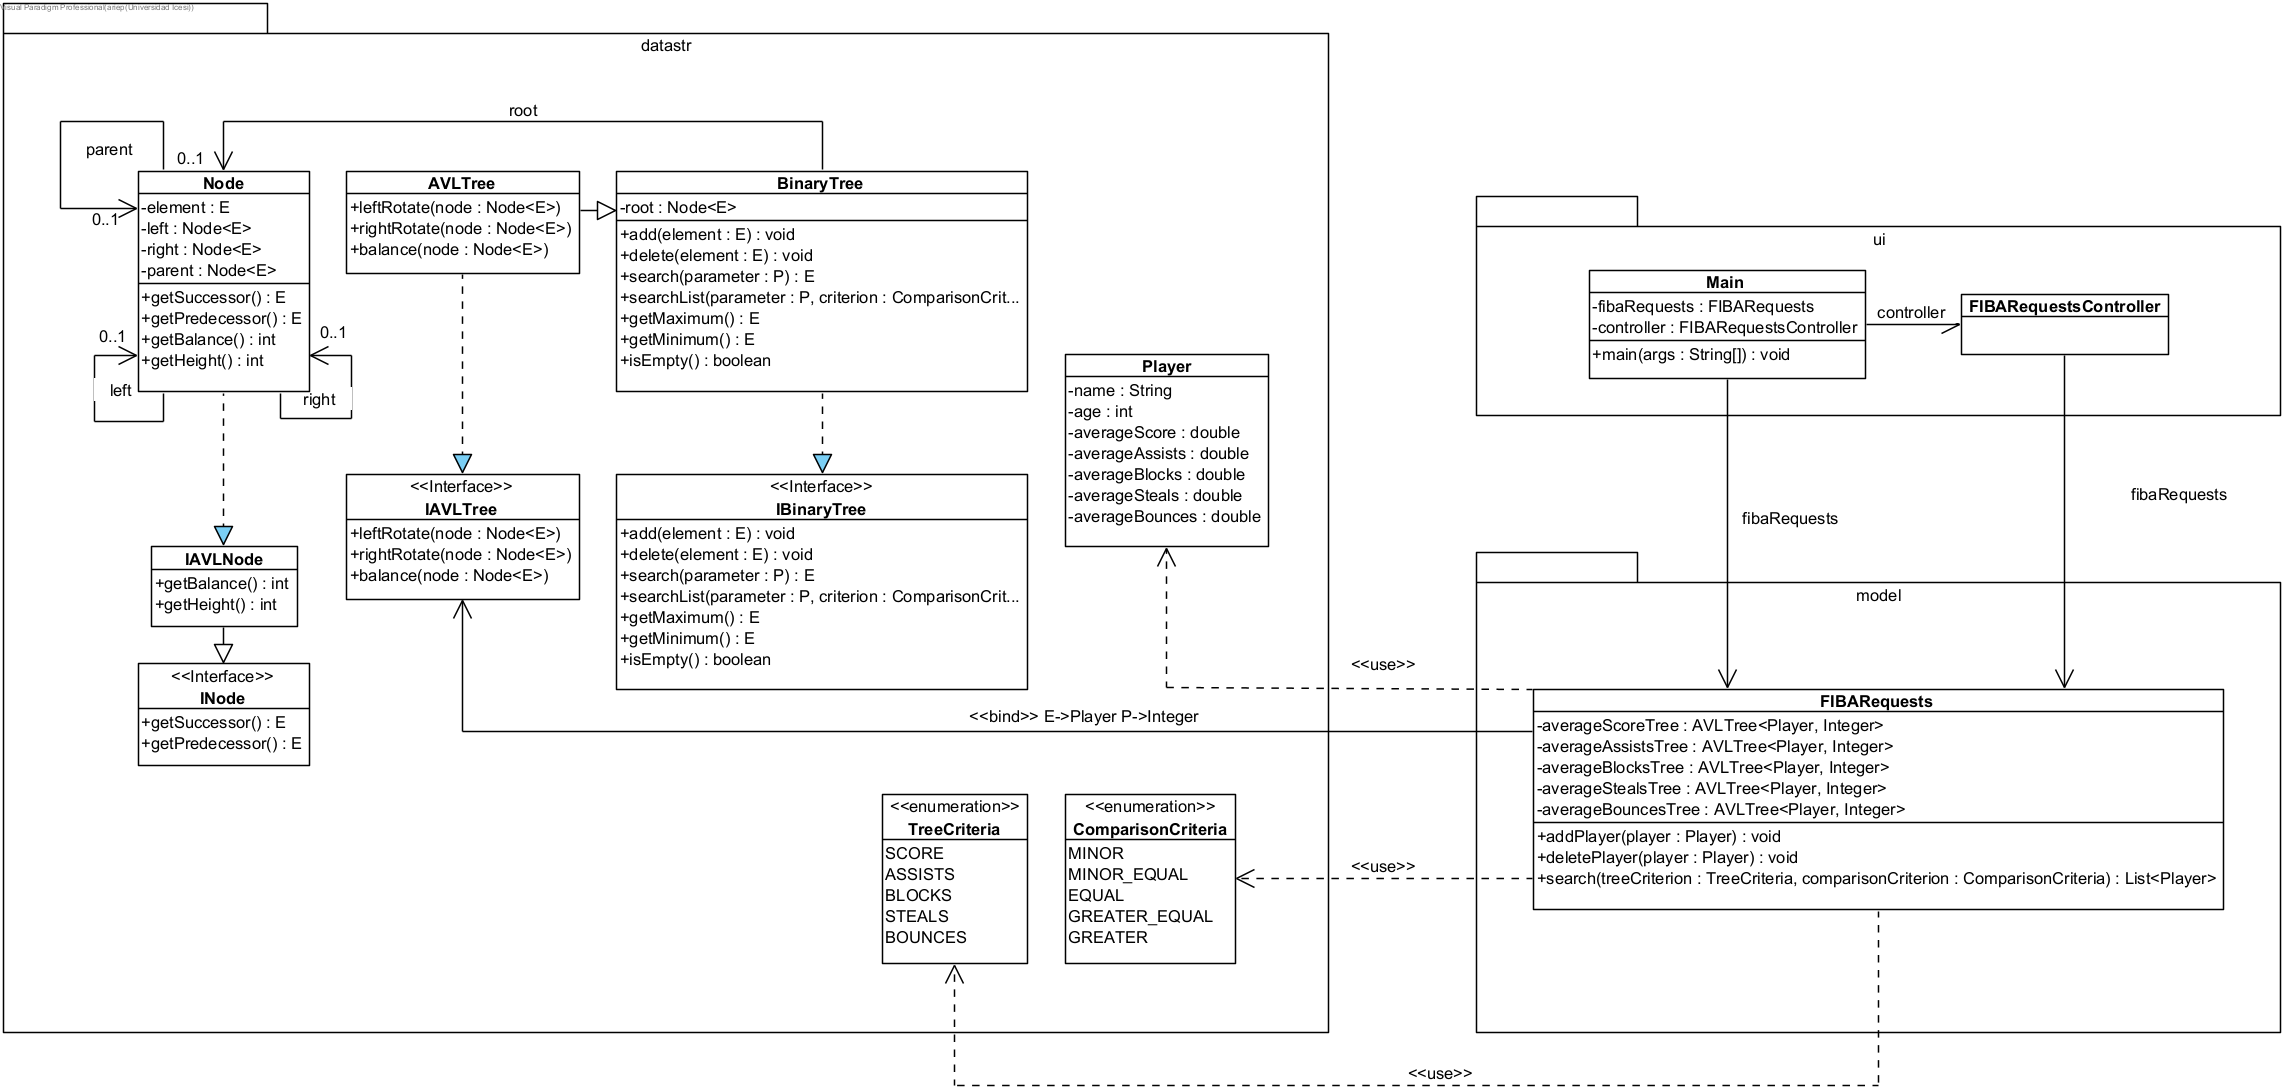 Visual Paradigm Professional(ariep(Universidad Icesi))
datastr
root
parent
0..1
0..1
Node
-element : E
-left : Node<E>
-right : Node<E>
-parent : Node<E>
+getSuccessor() : E
+getPredecessor() : E
+getBalance() : int
+getHeight() : int
0..1
left
0..1
right
AVLTree
+leftRotate(node : Node<E>)
+rightRotate(node : Node<E>)
+balance(node : Node<E>)
BinaryTree
-root : Node<E>
+add(element : E) : void
+delete(element : E) : void
+search(parameter : P) : E
+searchList(parameter : P, criterion : ComparisonCrit...
+getMaximum() : E
+getMinimum() : E
+isEmpty() : boolean
Player
-name : String
-age : int
-averageScore : double
-averageAssists : double
-averageBlocks : double
-averageSteals : double
-averageBounces : double
IAVLNode
+getBalance() : int
+getHeight() : int
<<Interface>>
INode
+getSuccessor() : E
+getPredecessor() : E
<<Interface>>
IAVLTree
+leftRotate(node : Node<E>)
+rightRotate(node : Node<E>)
+balance(node : Node<E>)
<<Interface>>
IBinaryTree
+add(element : E) : void
+delete(element : E) : void
+search(parameter : P) : E
+searchList(parameter : P, criterion : ComparisonCrit...
+getMaximum() : E
+getMinimum() : E
+isEmpty() : boolean
<<enumeration>>
TreeCriteria
SCORE
ASSISTS
BLOCKS
STEALS
BOUNCES
<<enumeration>>
ComparisonCriteria
MINOR
MINOR_EQUAL
EQUAL
GREATER_EQUAL
GREATER
ui
Main
-fibaRequests : FIBARequests
-controller : FIBARequestsController
+main(args : String[]) : void
controller
FIBARequestsController
fibaRequests
fibaRequests
model
<<use>>
<<bind>> E->Player P->Integer
FIBARequests
-averageScoreTree : AVLTree<Player, Integer>
-averageAssistsTree : AVLTree<Player, Integer>
-averageBlocksTree : AVLTree<Player, Integer>
-averageStealsTree : AVLTree<Player, Integer>
-averageBouncesTree : AVLTree<Player, Integer>
+addPlayer(player : Player) : void
+deletePlayer(player : Player) : void
+search(treeCriterion : TreeCriteria, comparisonCriterion : ComparisonCriteria) : List<Player>
<<use>>
<<use>>